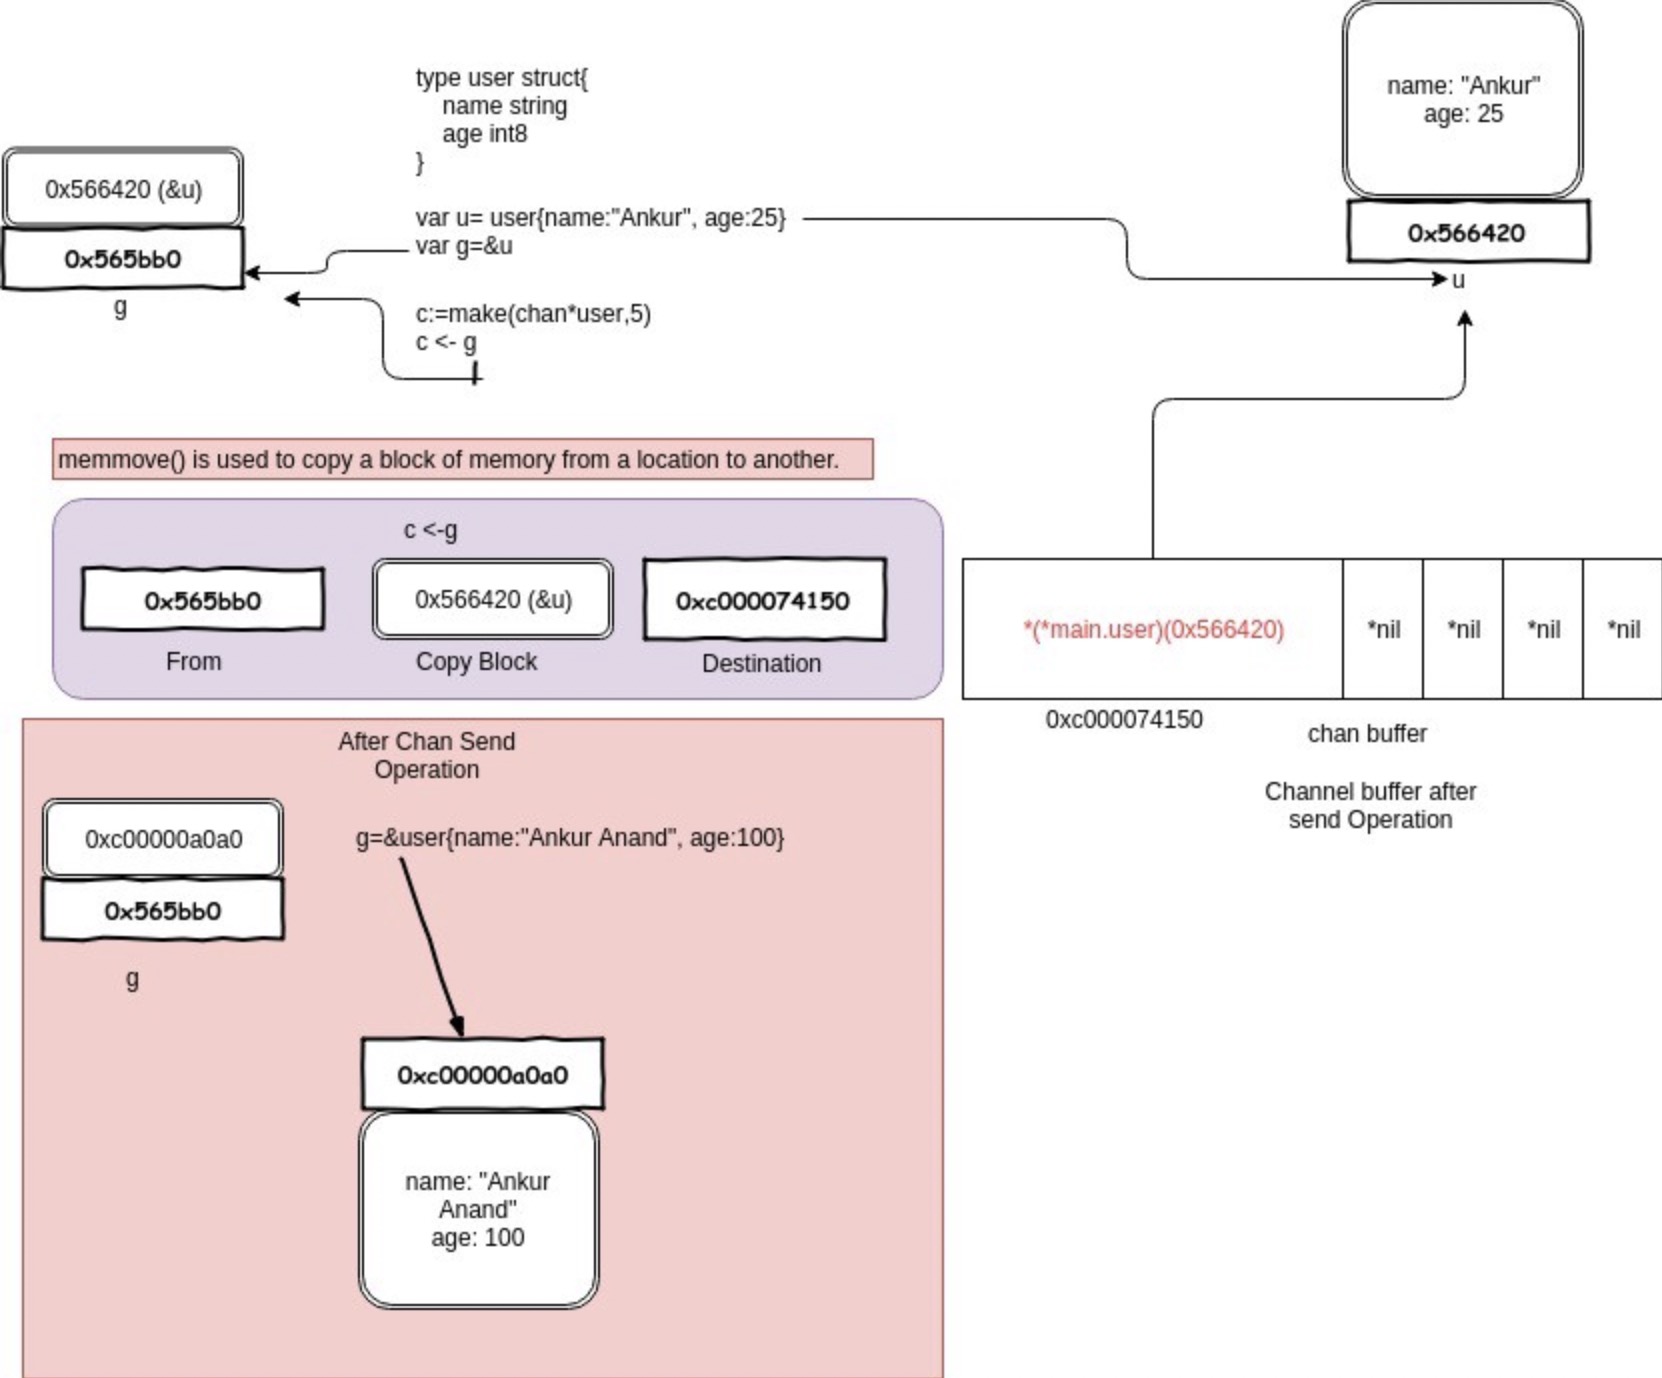 type user struct{
name string
age int8
}
var u= user{name:"Ankur", age:25}
var g=&u
c:=make(chan*user,5)
c <- g
0x566420 (&u)
0x565bb0
g
name: "Ankur"
age: 25
0x566420
u
memmove() is used to copy a block of memory from a location to another.
c <-g
0x565bb0
From
0x566420 (&u)
Copy Block
0xc000074150
Destination
*(*main.user)(0x566420)
*nil
*nil
*nil
*nil
0xc000074150
chan buffer
Channel buffer after
send Operation
After Chan Send
Operation
0xc00000a0a0
0x565bb0
g
g=&user{name:"Ankur Anand", age:100}
0xc00000a0a0
name: "Ankur
Anand"
age: 100